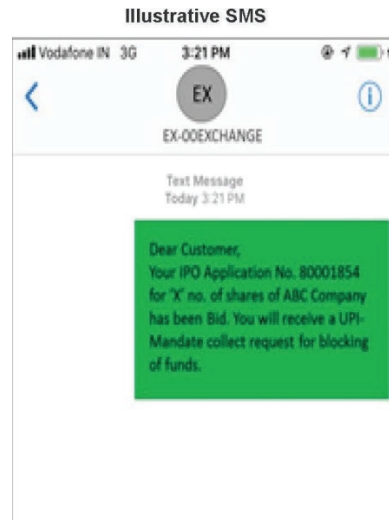 Illustrative SMS
Vodafone IN 3G 3:21 PM
EX
EX-OOEXCHANGE
Text Message
Today 3:21 PM
Dear Customer,
Your IPO Application No. 80001854
for "X" no. of shares of ABC Company
has been Bid. You will receive a UPI-
Mandate collect request for blocking
of funds.